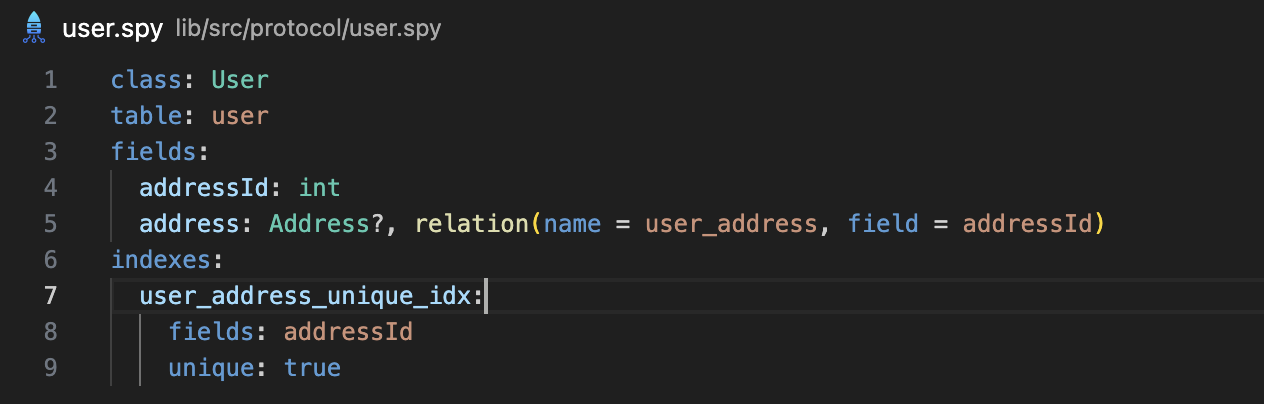 user.spy lib/src/protocol/user.spy
1 class: User
2 table: user
3 fields:
4 addressId: int
5 address: Address?, relation(name = user_address, field = addressId)
6 indexes:
7 user_address_unique_idx:
8 fields: addressId
9 unique: true